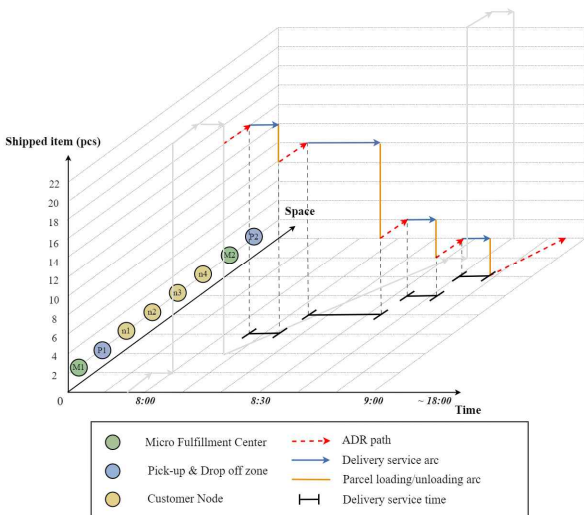 Shipped item (pcs)
22
20
18
16
14
12
10
8
6
4
2
0
Space
P2
M2
n4
n3
n2
n1
P1
M1
8:00
8:30
9:00
~ 18:00
Time
Micro Fulfillment Center
Pick-up & Drop off zone
Customer Node
ADR path
Delivery service arc
Parcel loading/unloading arc
Delivery service time